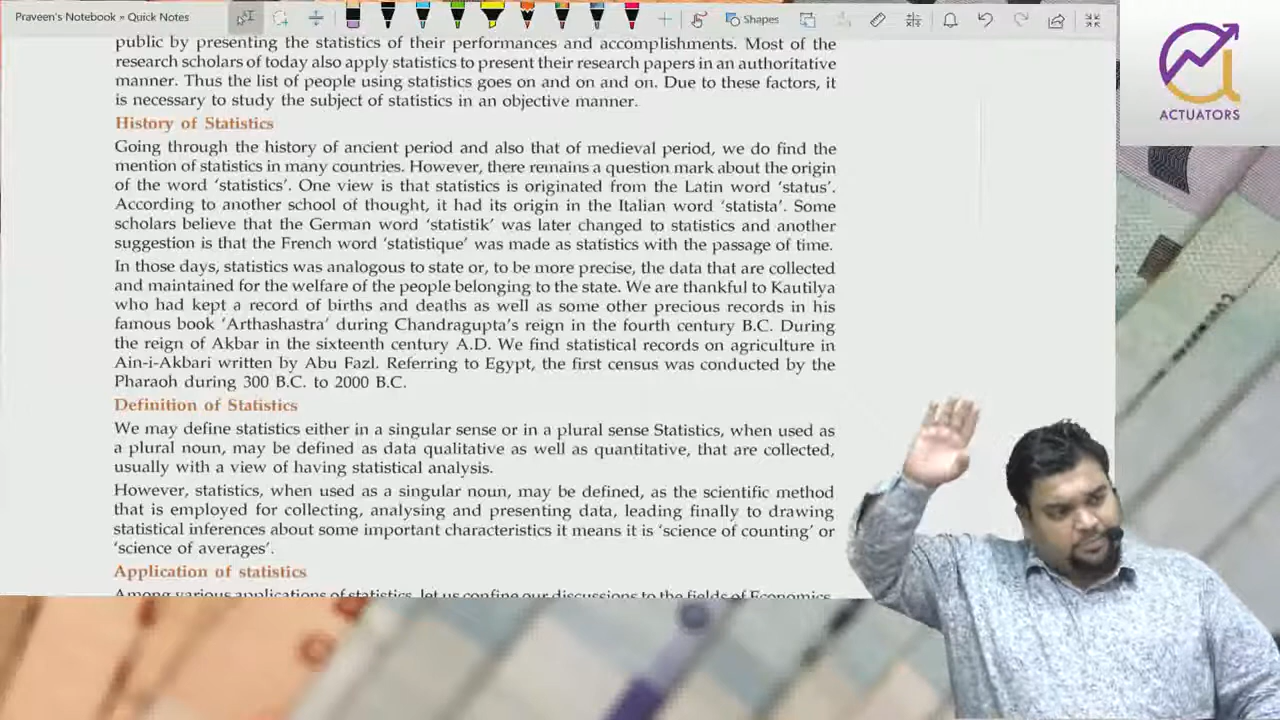 Praveen's Notebook » Quick Notes
Shapes
ACTUATORS
public by presenting the statistics of their performances and accomplishments. Most of the
research scholars of today also apply statistics to present their research papers in an authoritative
manner. Thus the list of people using statistics goes on and on and on. Due to these factors, it
is necessary to study the subject of statistics in an objective manner.
History of Statistics
Going through the history of ancient period and also that of medieval period, we do find the
mention of statistics in many countries. However, there remains a question mark about the origin
of the word ‘statistics’. One view is that statistics is originated from the Latin word ‘status’.
According to another school of thought, it had its origin in the Italian word ‘statista’. Some
scholars believe that the German word ‘statistik’ was later changed to statistics and another
suggestion is that the French word ‘statistique’ was made as statistics with the passage of time.
In those days, statistics was analogous to state or, to be more precise, the data that are collected
and maintained for the welfare of the people belonging to the state. We are thankful to Kautilya
who had kept a record of births and deaths as well as some other precious records in his
famous book ‘Arthashastra’ during Chandragupta’s reign in the fourth century B.C. During
the reign of Akbar in the sixteenth century A.D. We find statistical records on agriculture in
Ain-i-Akbari written by Abu Fazl. Referring to Egypt, the first census was conducted by the
Pharaoh during 300 B.C. to 2000 B.C.
Definition of Statistics
We may define statistics either in a singular sense or in a plural sense Statistics, when used as
a plural noun, may be defined as data qualitative as well as quantitative, that are collected,
usually with a view of having statistical analysis.
However, statistics, when used as a singular noun, may be defined, as the scientific method
that is employed for collecting, analysing and presenting data, leading finally to drawing
statistical inferences about some important characteristics it means it is ‘science of counting’ or
‘science of averages’.
Application of statistics
Among various applications of statistics, let us confine our discussions to the fields of Economics,